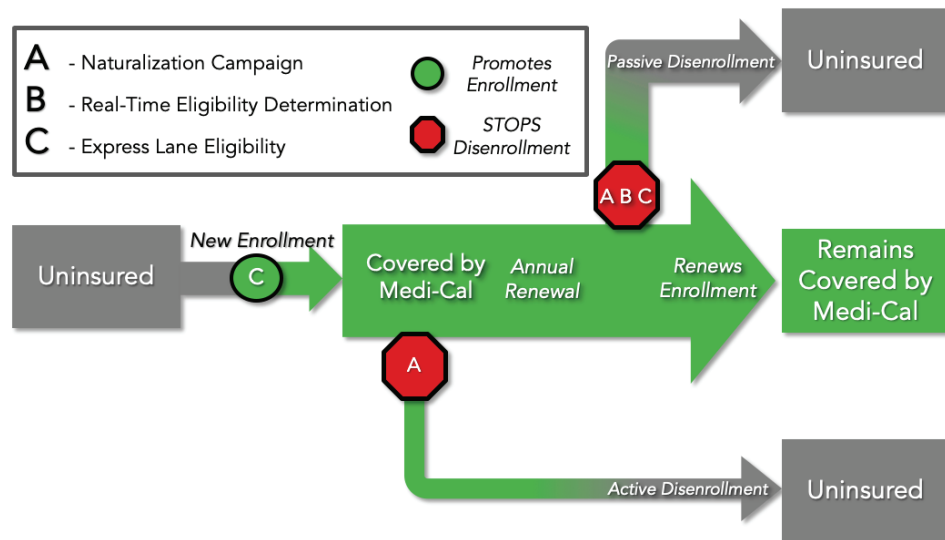 A - Naturalization Campaign
B - Real-Time Eligibility Determination
C - Express Lane Eligibility
Promotes
Enrollment
STOPS
Disenrollment
Passive Disenrollment
Uninsured
A B C
Uninsured
New Enrollment
C
Covered by
Medi-Cal
Annual
Renewal
Renews
Enrollment
Remains
Covered by
Medi-Cal
A
Active Disenrollment
Uninsured